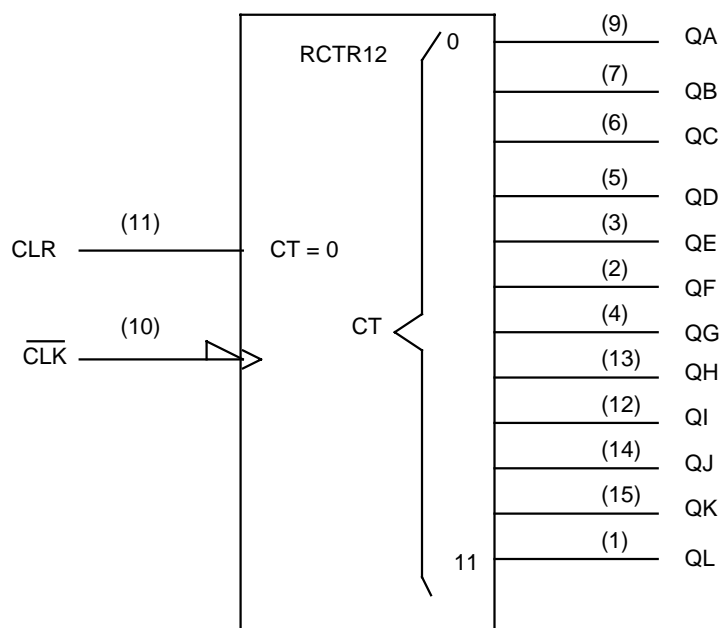 (9) QA
RCTR12 0
(7) QB
(6) QC
(5) QD
(11)
CLR CT = 0
(3) QE
(2) QF
(10)
CLK
CT
(4) QG
(13) QH
(12) QI
(14) QJ
(15) QK
(1) QL
11